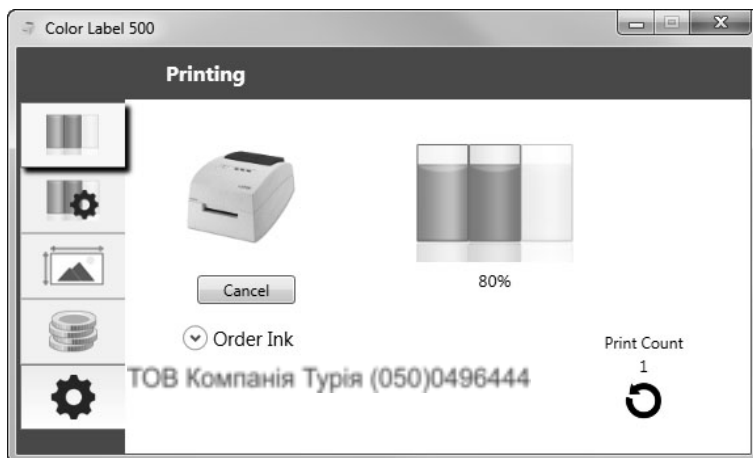 Color Label 500
Printing
Cancel
80%
Order Ink
Print Count
1
ТОВ Компанія Турія (050)0496444